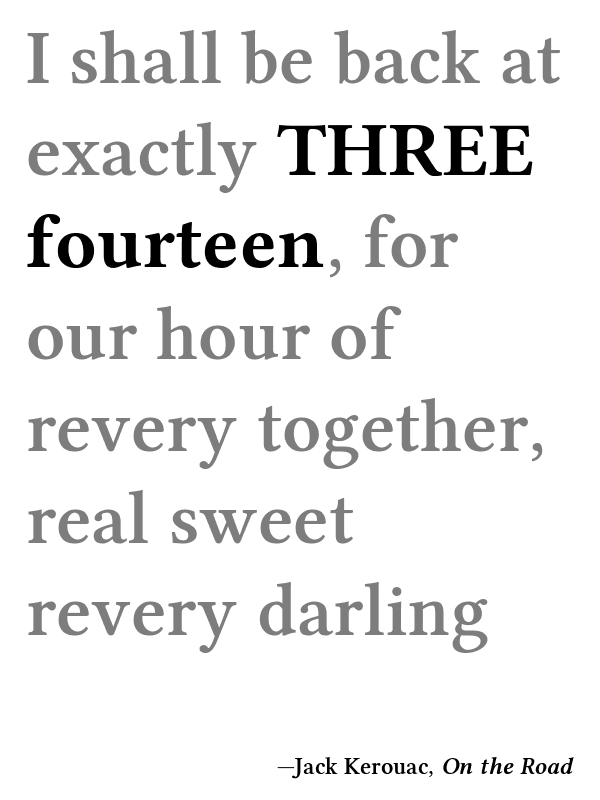 I shall be back at
exactly THREE
fourteen, for
our hour of
revery together,
real sweet
revery darling
—Jack Kerouac, On the Road